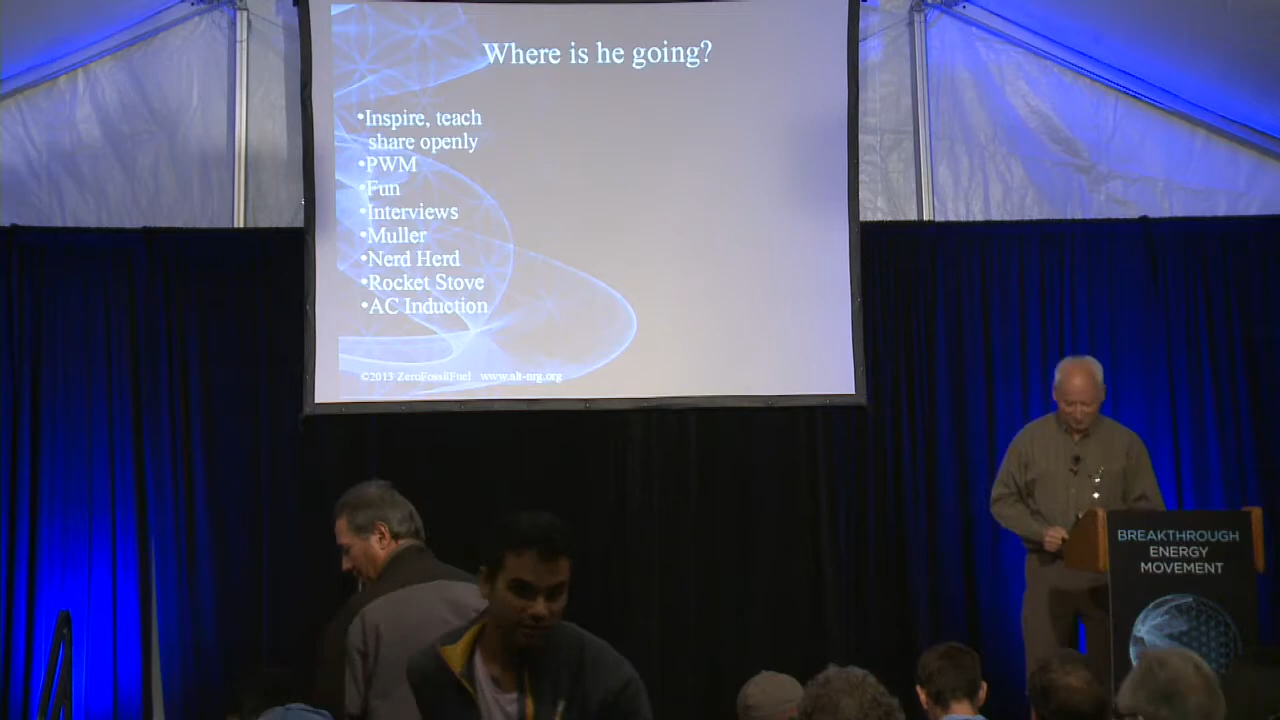 Where is he going?
•Inspire, teach
share openly
•PWM
•Fun
•Interviews
•Muller
•Nerd Herd
•Rocket Stove
•AC Induction
©2013 ZeroFossilFuel www.alt-nrg.org
BREAKTHROUGH
ENERGY
MOVEMENT